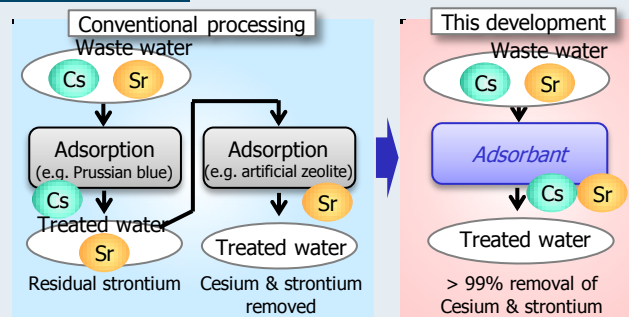 Conventional processing
Waste water
Cs
Sr
Adsorption
(e.g. Prussian blue)
Cs
Treated water
Sr
Residual strontium
Adsorption
(e.g. artificial zeolite)
Sr
Treated water
Cesium & strontium
removed
This development
Waste water
Cs
Sr
Adsorbant
Cs
Sr
Treated water
> 99% removal of
Cesium & strontium